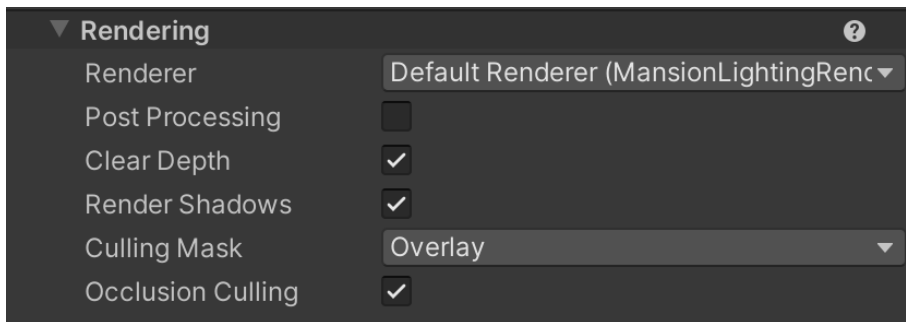 Rendering
Renderer Default Renderer (MansionLightingRenc
Post Processing
Clear Depth
Render Shadows
Culling Mask Overlay
Occlusion Culling